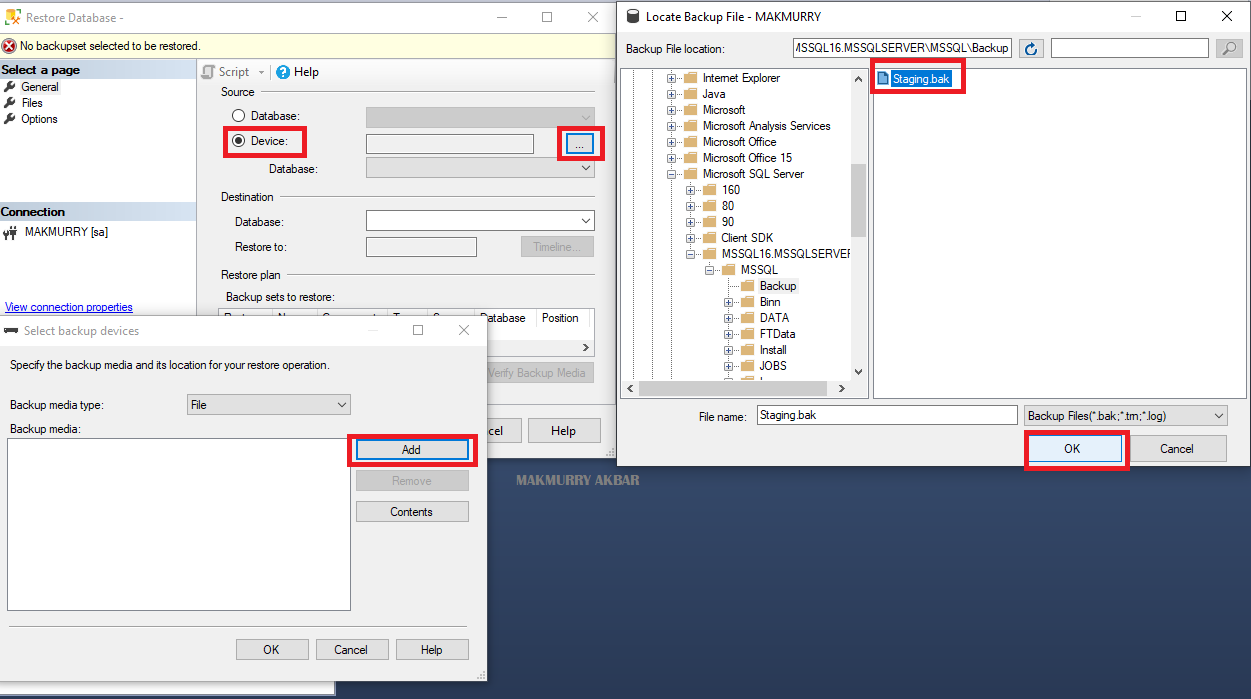 Restore Database -
No backupset selected to be restored.
Select a page
General
Files
Options
Connection
MAKMURRY [sa]
View connection properties
Script
Help
Source
Database:
Device:
...
Database:
Destination
Database:
Restore to:
Timeline...
Restore plan
Backup sets to restore:
Database Position
Verify Backup Media
cel
Help
Select backup devices
Specify the backup media and its location for your restore operation.
Backup media type:
File
Backup media:
Add
Remove
Contents
OK
Cancel
Help
Locate Backup File - MAKMURRY
Backup File location:
MSSQL16.MSSQLSERVER\MSSQL\Backup
Internet Explorer
Java
Microsoft
Microsoft Analysis Services
Microsoft Office
Microsoft Office 15
Microsoft SQL Server
160
80
90
Client SDK
MSSQL16.MSSQLSERVER
MSSQL
Backup
Binn
DATA
FTData
Install
JOBS
Staging.bak
File name:
Staging.bak
Backup Files(*.bak;*.trn;*.log)
OK
Cancel
MAKMURRY AKBAR